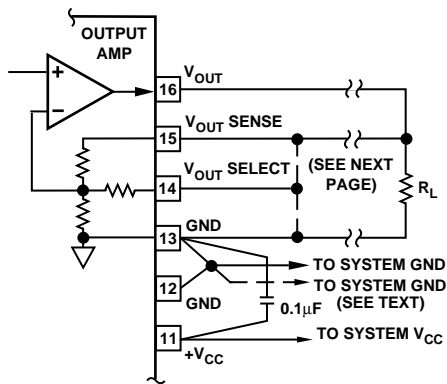 OUTPUT
AMP
16
VOUT
15
VOUT SENSE
14
VOUT SELECT
(SEE NEXT
PAGE)
RL
13
GND
12
GND
TO SYSTEM GND
TO SYSTEM GND
(SEE TEXT)
0.1μF
11
+VCC
TO SYSTEM VCC